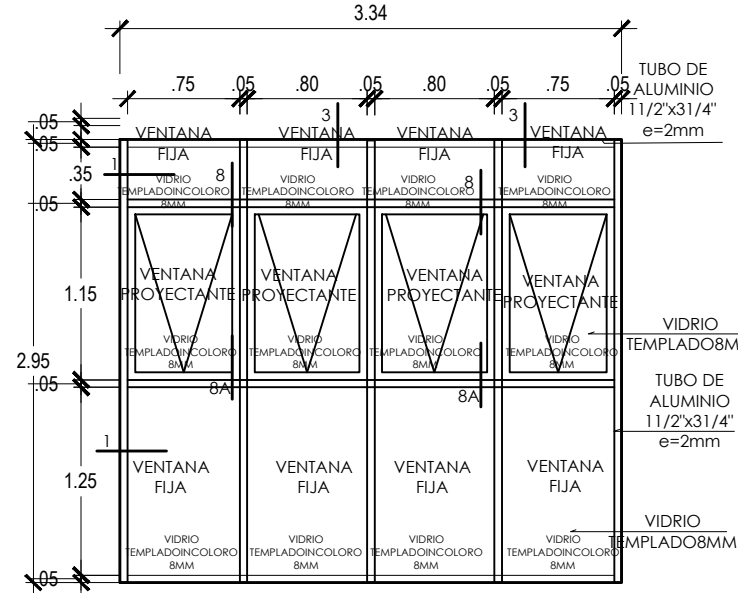 3.34
.75 .05 .80 .05 .80 .05 .75 .05
TUBO DE
ALUMINIO
11/2"x31/4"
e=2mm
.05
.05
.35
.05
1.15
2.95
.05
1.25
.05
3
3
1
8
8
VENTANA
FIJA
VIDRIO
TEMPLADOINCOLORO
8MM
VENTANA
FIJA
VIDRIO
TEMPLADOINCOLORO
8MM
VENTANA
FIJA
VIDRIO
TEMPLADOINCOLORO
8MM
VENTANA
FIJA
VIDRIO
TEMPLADOINCOLORO
8MM
VENTANA
PROYECTANTE
VIDRIO
TEMPLADOINCOLORO
8MM
VENTANA
PROYECTANTE
VIDRIO
TEMPLADOINCOLORO
8MM
VENTANA
PROYECTANTE
VIDRIO
TEMPLADOINCOLORO
8MM
VENTANA
PROYECTANTE
VIDRIO
TEMPLADOINCOLORO
8MM
VIDRIO
TEMPLADO8M
8A
8A
TUBO DE
ALUMINIO
11/2"x31/4"
e=2mm
1
VENTANA
FIJA
VIDRIO
TEMPLADOINCOLORO
8MM
VENTANA
FIJA
VIDRIO
TEMPLADOINCOLORO
8MM
VENTANA
FIJA
VIDRIO
TEMPLADOINCOLORO
8MM
VENTANA
FIJA
VIDRIO
TEMPLADOINCOLORO
8MM
VIDRIO
TEMPLADO8MM